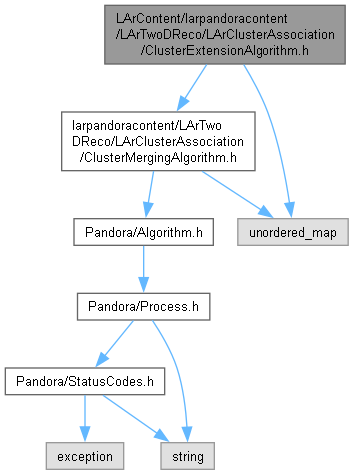 LArContent/larpandoracontent
/LArTwoDReco/LArClusterAssociation
/ClusterExtensionAlgorithm.h
larpandoracontent/LArTwo
DReco/LArClusterAssociation
/ClusterMergingAlgorithm.h
Pandora/Algorithm.h
unordered_map
Pandora/Process.h
Pandora/StatusCodes.h
exception
string